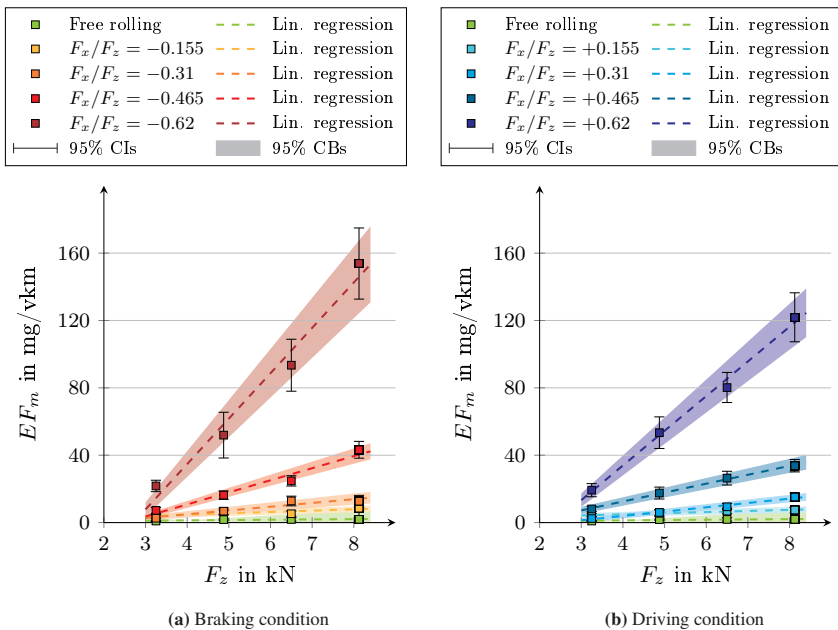 Free rolling Lin. regression
F_x/F_z = −0.155 Lin. regression
F_x/F_z = −0.31 Lin. regression
F_x/F_z = −0.465 Lin. regression
F_x/F_z = −0.62 Lin. regression
95% CIs 95% CBs
160
120
80
40
0
2 3 4 5 6 7 8
EF_m in mg/vkm
F_z in kN
(a) Braking condition
Free rolling Lin. regression
F_x/F_z = +0.155 Lin. regression
F_x/F_z = +0.31 Lin. regression
F_x/F_z = +0.465 Lin. regression
F_x/F_z = +0.62 Lin. regression
95% CIs 95% CBs
160
120
80
40
0
2 3 4 5 6 7 8
EF_m in mg/vkm
F_z in kN
(b) Driving condition